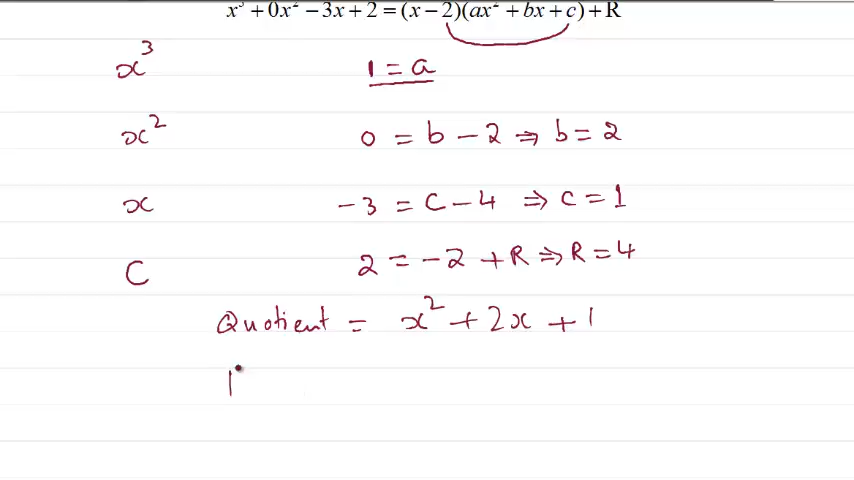 x³ + 0x² − 3x + 2 = (x − 2)(ax² + bx + c) + R
x³ 1 = a
x² 0 = b − 2 ⇒ b = 2
x −3 = c − 4 ⇒ c = 1
C 2 = −2 + R ⇒ R = 4
Quotient = x² + 2x + 1